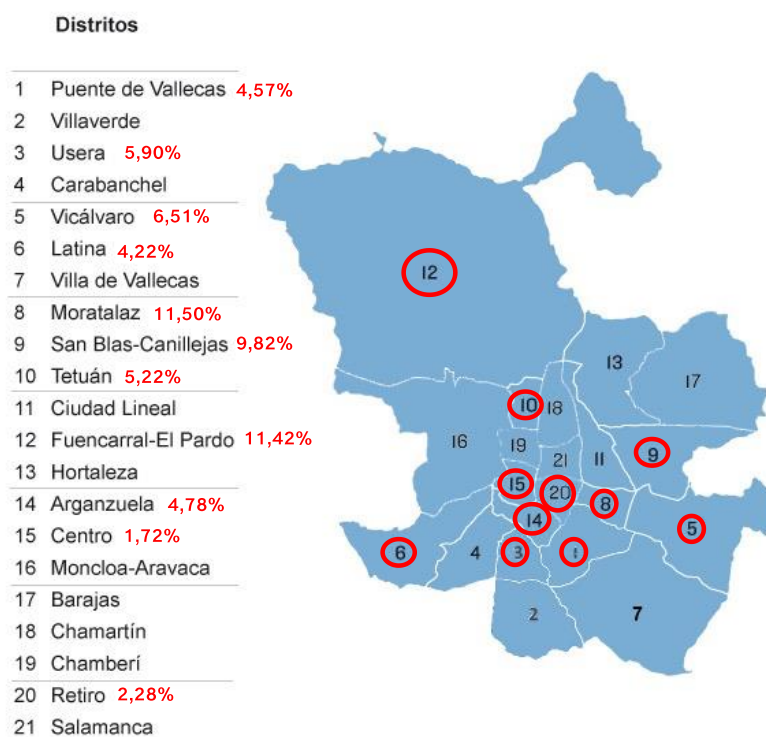 Distritos
1 Puente de Vallecas 4,57%
2 Villaverde
3 Usera 5,90%
4 Carabanchel
5 Vicálvaro 6,51%
6 Latina 4,22%
7 Villa de Vallecas
8 Moratalaz 11,50%
9 San Blas-Canillejas 9,82%
10 Tetuán 5,22%
11 Ciudad Lineal
12 Fuencarral-El Pardo 11,42%
13 Hortaleza
14 Arganzuela 4,78%
15 Centro 1,72%
16 Moncloa-Aravaca
17 Barajas
18 Chamartín
19 Chamberí
20 Retiro 2,28%
21 Salamanca
12
13
17
10 18
16 19 21 11 9
15 20 8
14 5
6 4 3 1
2 7